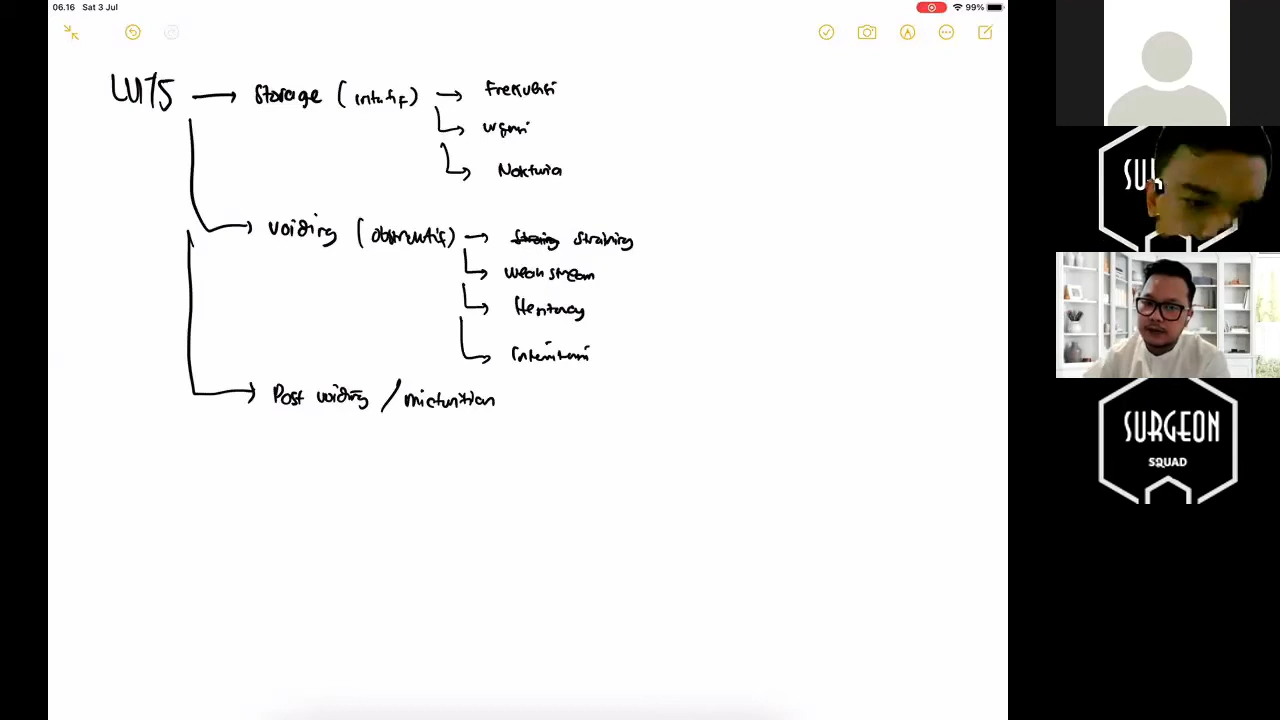 06.16 Sat 3 Jul
99%
LUTS → Storage (iritatif) → Frekuensi
urgensi
Nokturia
voiding (obstruktif) → straining
weak stream
Hesitancy
Intermitensi
Post voiding / micturition
SURGEON
SQUAD